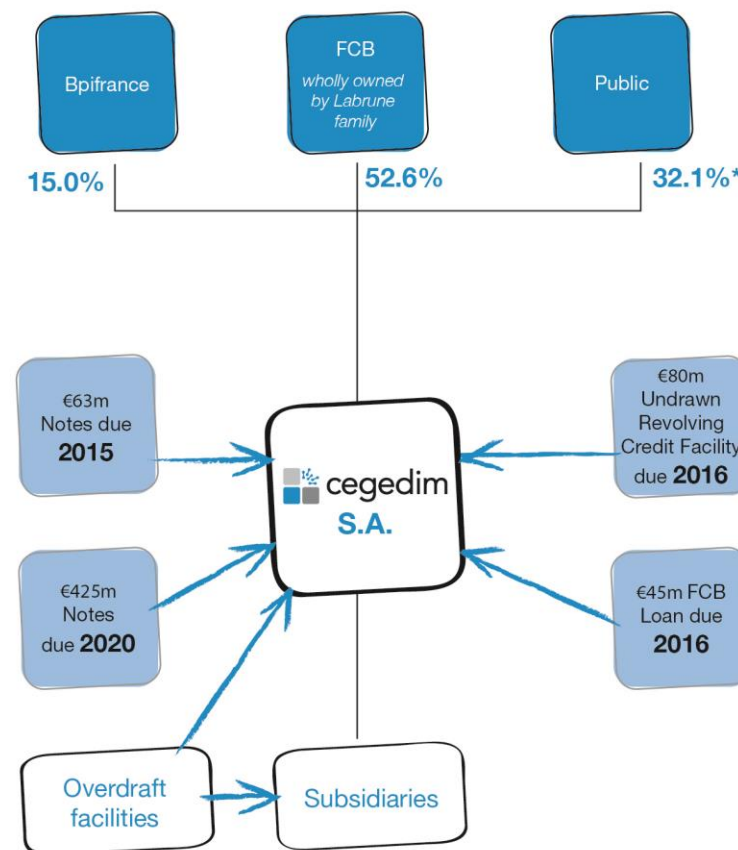 Bpifrance
FCB
wholly owned
by Labrune
family
Public
15.0%
52.6%
32.1%*
€63m
Notes due
2015
€80m
Undrawn
Revolving
Credit Facility
due 2016
cegedim
S.A.
€425m
Notes
due 2020
€45m FCB
Loan due
2016
Overdraft
facilities
Subsidiaries